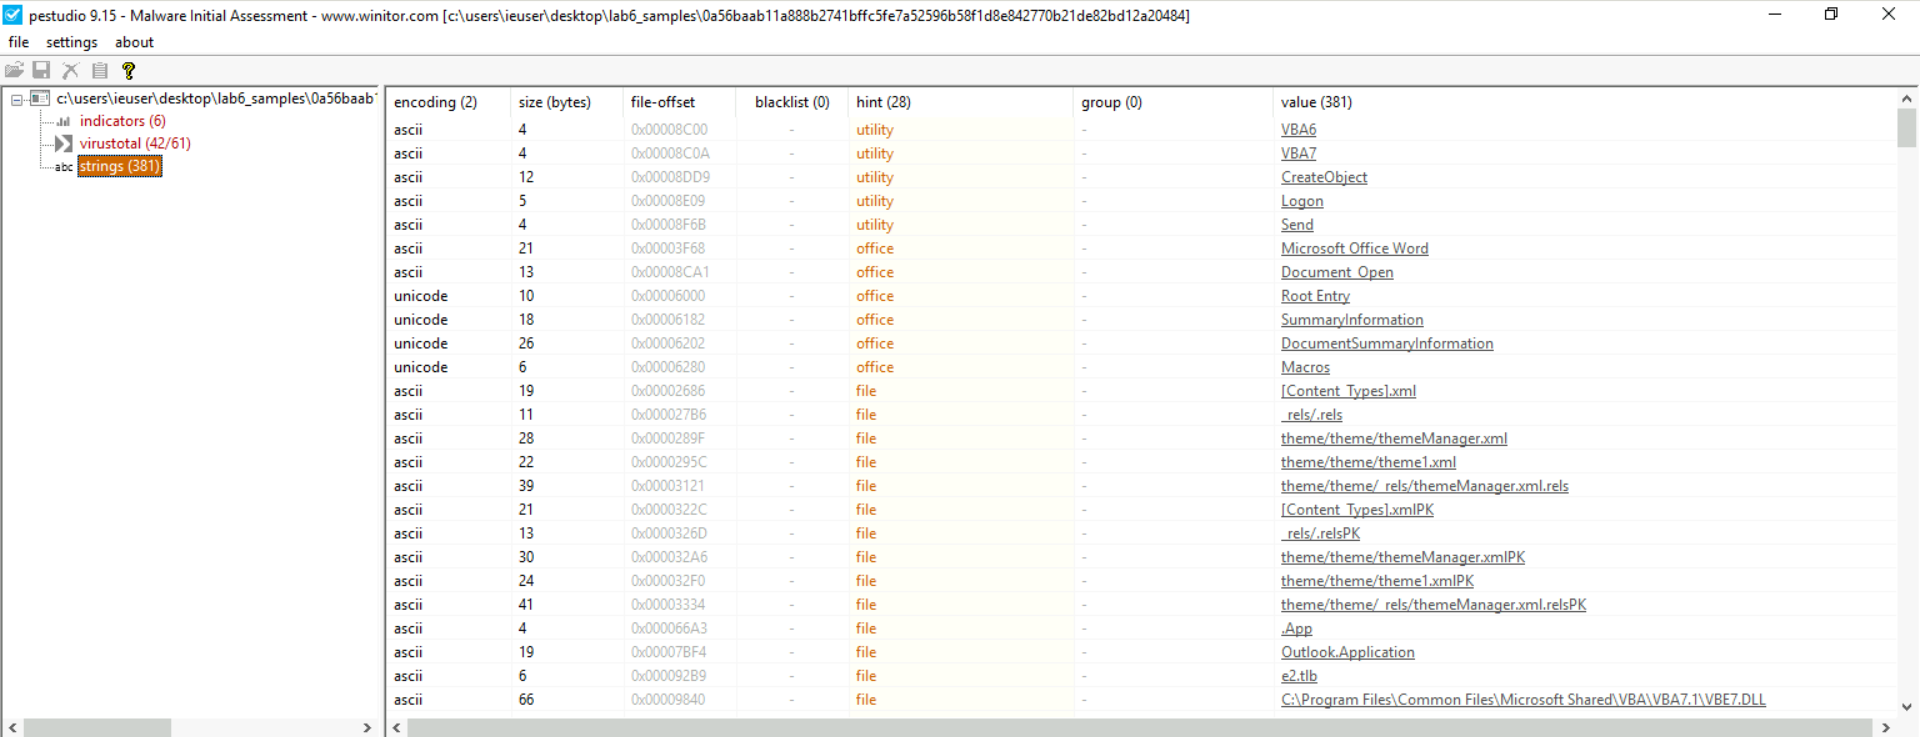 pestudio 9.15 - Malware Initial Assessment - www.winitor.com [c:\users\ieuser\desktop\lab6_samples\0a56baab11a888b2741bffc5fe7a52596b58f1d8e842770b21de82bd12a20484]
file settings about
c:\users\ieuser\desktop\lab6_samples\0a56baab
indicators (6)
virustotal (42/61)
abc strings (381)
encoding (2) size (bytes) file-offset blacklist (0) hint (28) group (0) value (381)
ascii 4 0x00008C00 - utility - VBA6
ascii 4 0x00008C0A - utility - VBA7
ascii 12 0x00008DD9 - utility - CreateObject
ascii 5 0x00008E09 - utility - Logon
ascii 4 0x00008F6B - utility - Send
ascii 21 0x00003F68 - office - Microsoft Office Word
ascii 13 0x00008CA1 - office - Document_Open
unicode 10 0x00006000 - office - Root Entry
unicode 18 0x00006182 - office - SummaryInformation
unicode 26 0x00006202 - office - DocumentSummaryInformation
unicode 6 0x00006280 - office - Macros
ascii 19 0x00002686 - file - [Content_Types].xml
ascii 11 0x000027B6 - file - _rels/.rels
ascii 28 0x0000289F - file - theme/theme/themeManager.xml
ascii 22 0x0000295C - file - theme/theme/theme1.xml
ascii 39 0x00003121 - file - theme/theme/_rels/themeManager.xml.rels
ascii 21 0x0000322C - file - [Content_Types].xmlPK
ascii 13 0x0000326D - file - _rels/.relsPK
ascii 30 0x000032A6 - file - theme/theme/themeManager.xmlPK
ascii 24 0x000032F0 - file - theme/theme/theme1.xmlPK
ascii 41 0x00003334 - file - theme/theme/_rels/themeManager.xml.relsPK
ascii 4 0x000066A3 - file - .App
ascii 19 0x00007BF4 - file - Outlook.Application
ascii 6 0x000092B9 - file - e2.tlb
ascii 66 0x00009840 - file - C:\Program Files\Common Files\Microsoft Shared\VBA\VBA7.1\VBE7.DLL